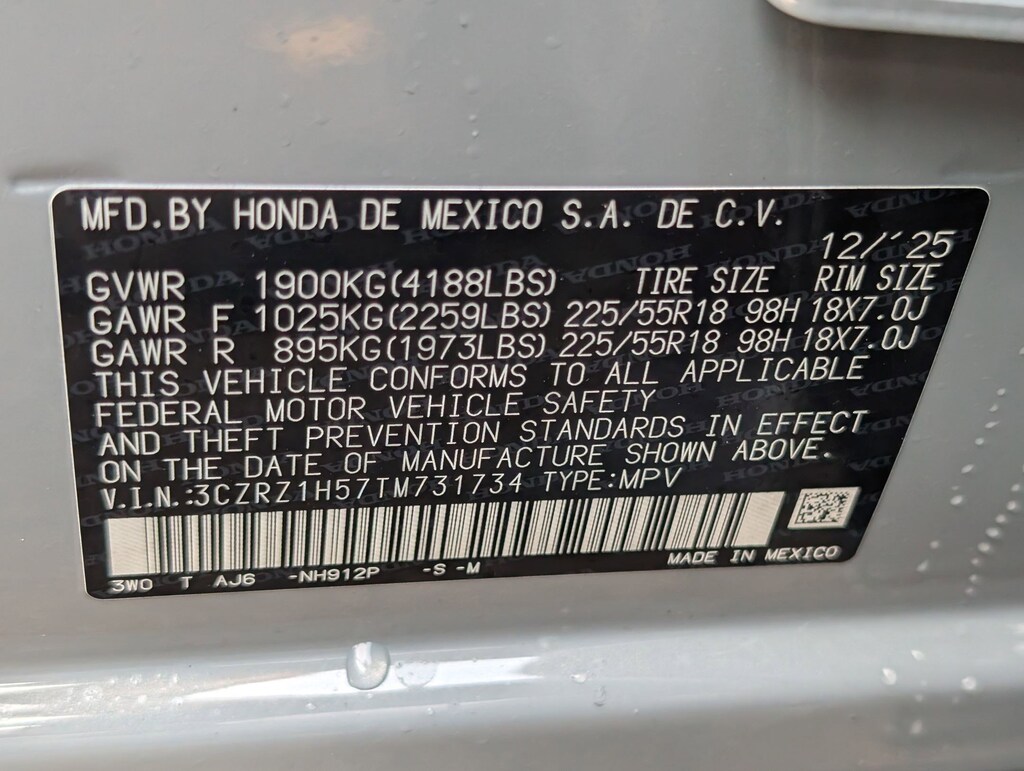 MFD.BY HONDA DE MEXICO S.A. DE C.V.
12/´25
GVWR 1900KG(4188LBS) TIRE SIZE RIM SIZE
GAWR F 1025KG(2259LBS) 225/55R18 98H 18X7.0J
GAWR R 895KG(1973LBS) 225/55R18 98H 18X7.0J
THIS VEHICLE CONFORMS TO ALL APPLICABLE
FEDERAL MOTOR VEHICLE SAFETY
AND THEFT PREVENTION STANDARDS IN EFFECT
ON THE DATE OF MANUFACTURE SHOWN ABOVE.
V.I.N.:3CZRZ1H57TM731734 TYPE:MPV
MADE IN MEXICO
3W0 T AJ6 -NH912P -S -M